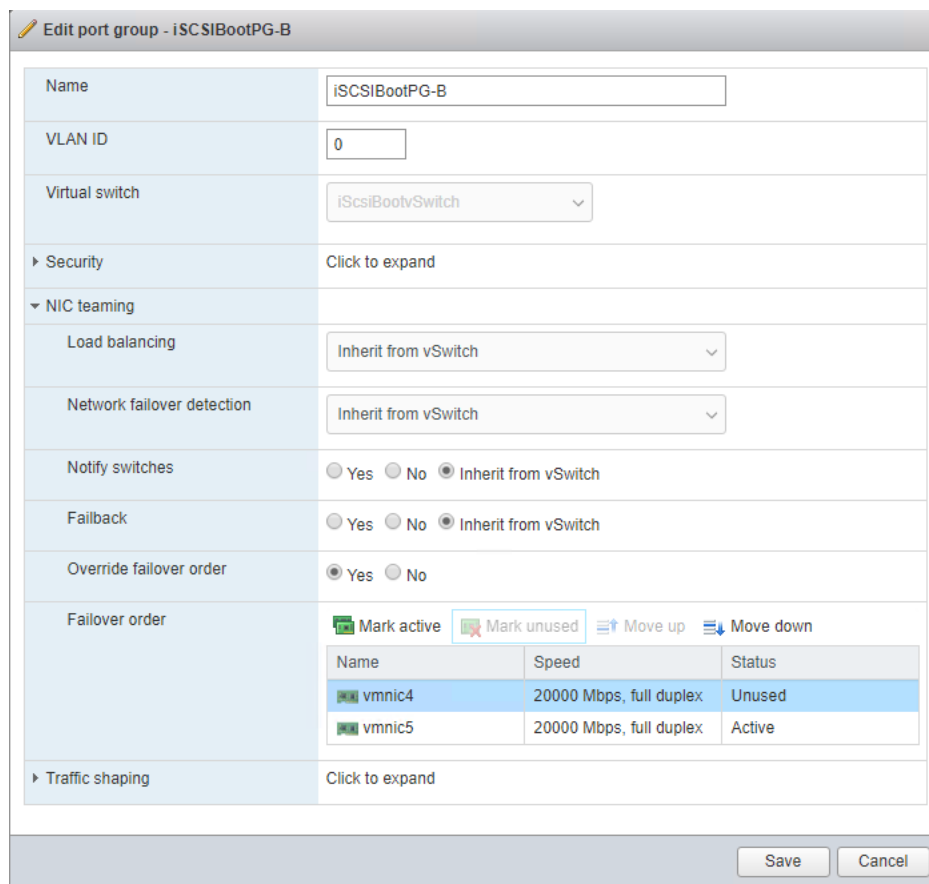 Edit port group - iSCSIBootPG-B
Name iSCSIBootPG-B
VLAN ID 0
Virtual switch iScsiBootvSwitch
Security Click to expand
NIC teaming
Load balancing Inherit from vSwitch
Network failover detection Inherit from vSwitch
Notify switches Yes No Inherit from vSwitch
Failback Yes No Inherit from vSwitch
Override failover order Yes No
Failover order Mark active Mark unused Move up Move down
Name Speed Status
vmnic4 20000 Mbps, full duplex Unused
vmnic5 20000 Mbps, full duplex Active
Traffic shaping Click to expand
Save Cancel